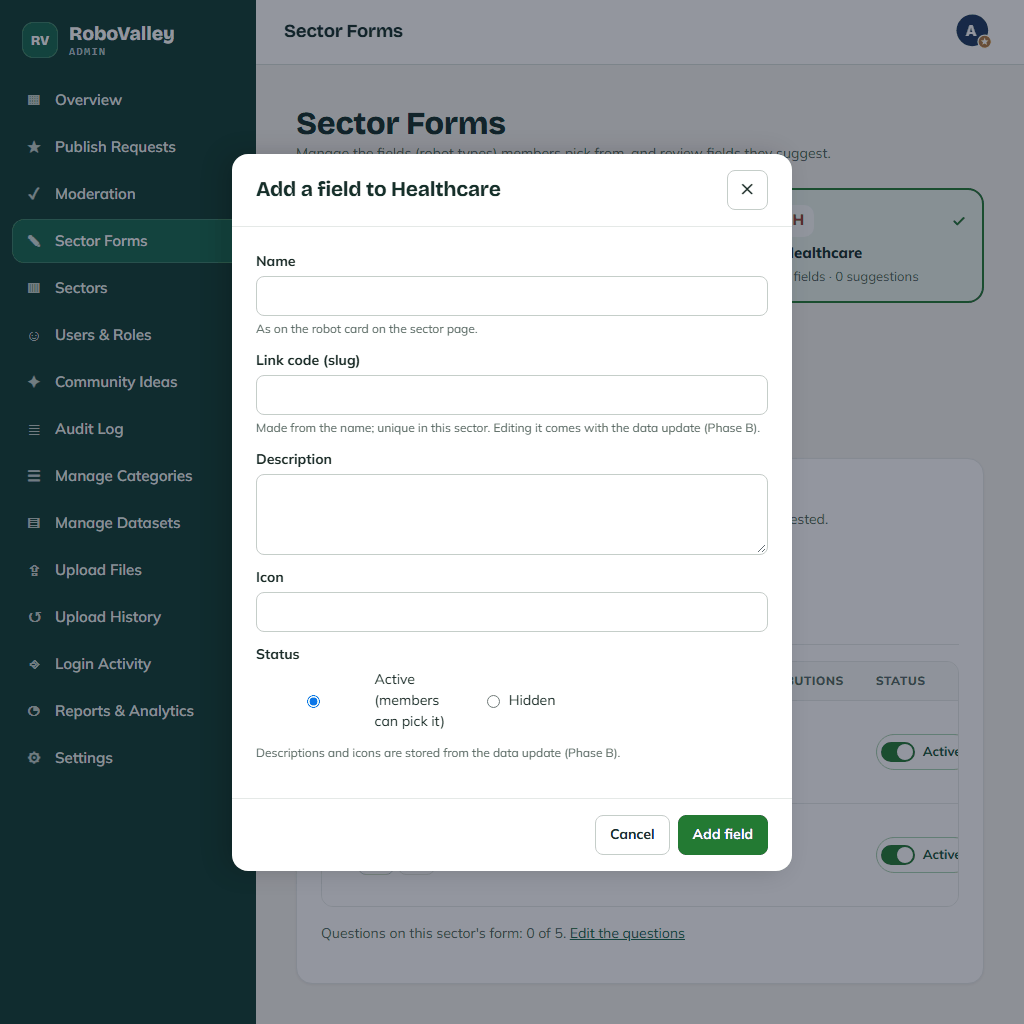 RV
RoboValley
ADMIN
Overview
Publish Requests
Moderation
Sector Forms
Sectors
Users & Roles
Community Ideas
Audit Log
Manage Categories
Manage Datasets
Upload Files
Upload History
Login Activity
Reports & Analytics
Settings
Sector Forms
A
Sector Forms
Manage the fields (robot types) members pick from, and review fields they suggest.
H
Healthcare
fields · 0 suggestions
Add a field to Healthcare
Name
As on the robot card on the sector page.
Link code (slug)
Made from the name; unique in this sector. Editing it comes with the data update (Phase B).
Description
Icon
Status
Active
(members
can pick it)
Hidden
Descriptions and icons are stored from the data update (Phase B).
Cancel
Add field
STATUS
Active
Active
Questions on this sector's form: 0 of 5. Edit the questions